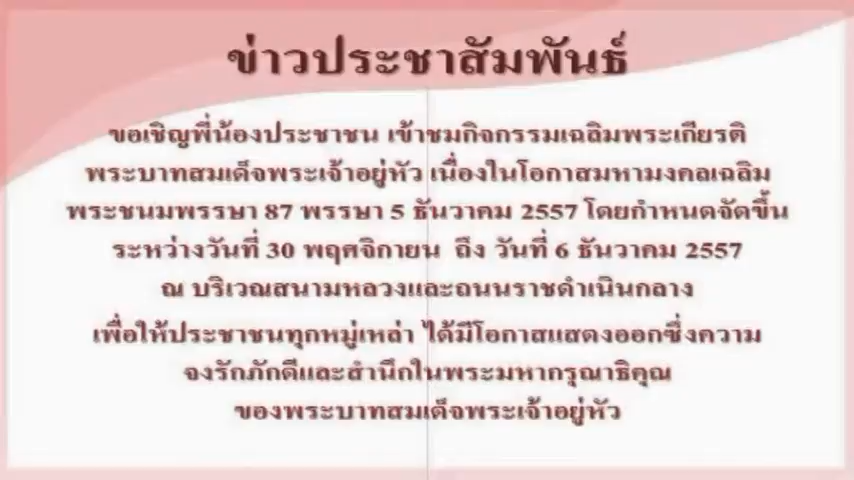 ข่าวประชาสัมพันธ์
ขอเชิญพี่น้องประชาชน เข้าชมกิจกรรมเฉลิมพระเกียรติ
พระบาทสมเด็จพระเจ้าอยู่หัว เนื่องในโอกาสมหามงคลเฉลิม
พระชนมพรรษา 87 พรรษา 5 ธันวาคม 2557 โดยกำหนดจัดขึ้น
ระหว่างวันที่ 30 พฤศจิกายน ถึง วันที่ 6 ธันวาคม 2557
ณ บริเวณสนามหลวงและถนนราชดำเนินกลาง
เพื่อให้ประชาชนทุกหมู่เหล่า ได้มีโอกาสแสดงออกซึ่งความ
จงรักภักดีและสำนึกในพระมหากรุณาธิคุณ
ของพระบาทสมเด็จพระเจ้าอยู่หัว